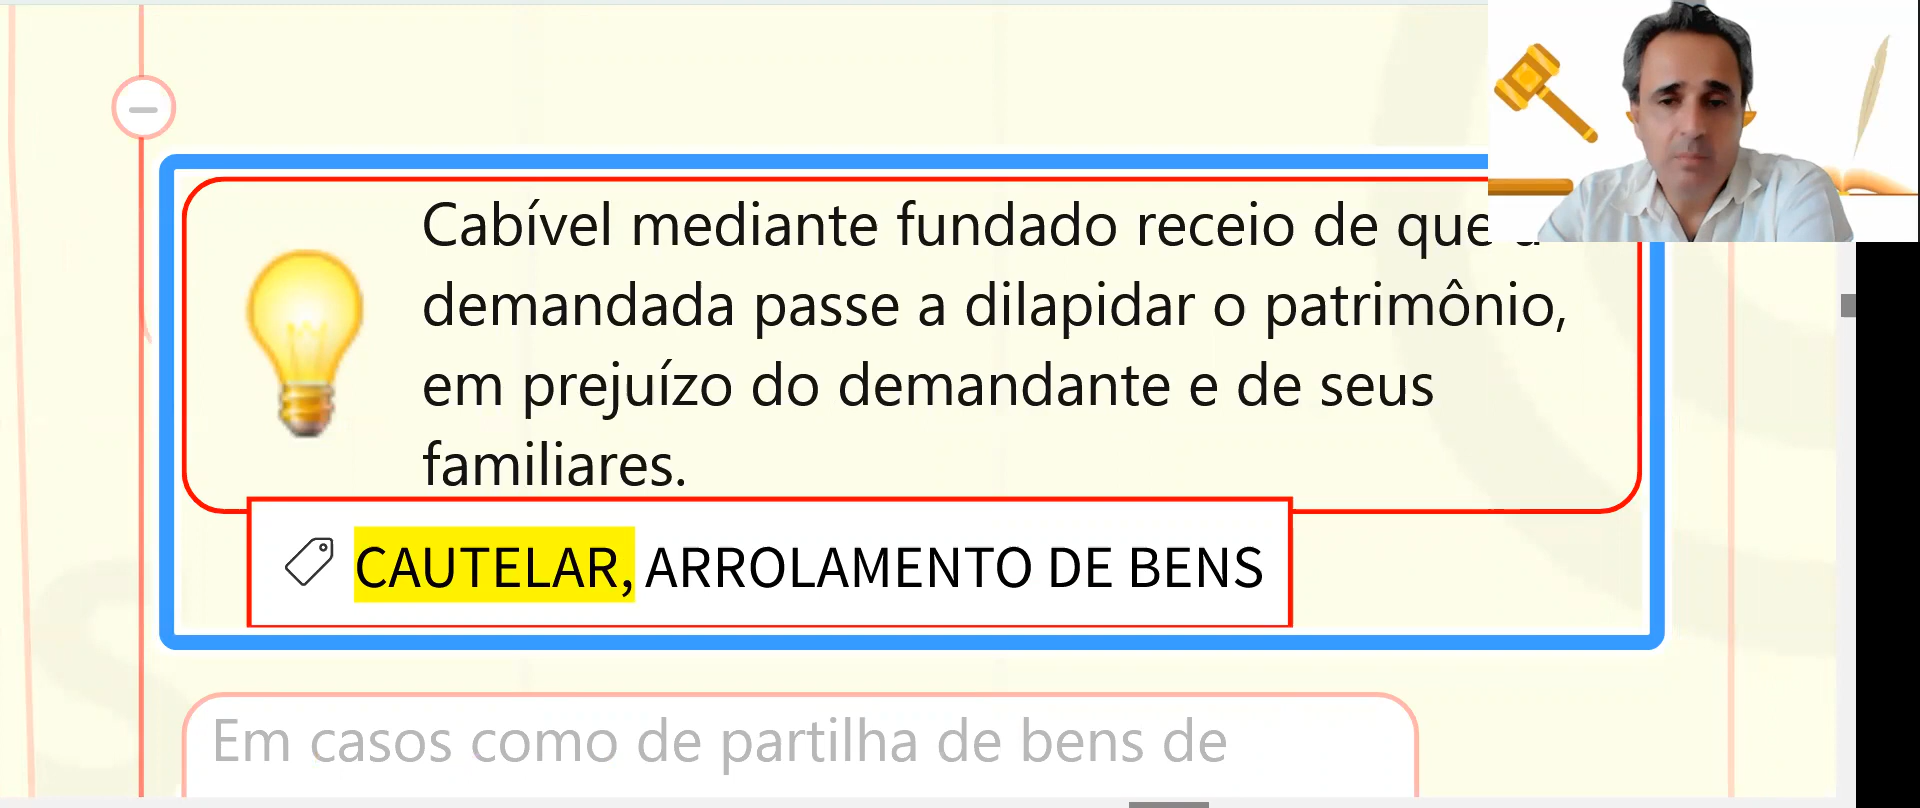 Cabível mediante fundado receio de que a
demandada passe a dilapidar o patrimônio,
em prejuízo do demandante e de seus
familiares.
CAUTELAR, ARROLAMENTO DE BENS
Em casos como de partilha de bens de